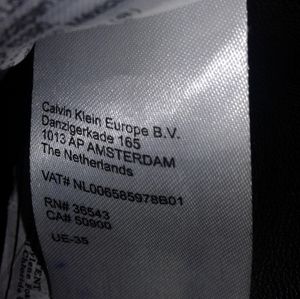 Calvin Klein Europe B.V.
Danzigerkade 165
1013 AP AMSTERDAM
The Netherlands
VAT# NL006585978B01
RN# 36543
CA# 50900
UE-35